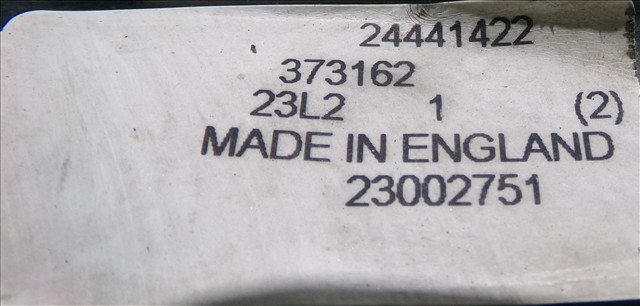 24441422
373162
23L2 1 (2)
MADE IN ENGLAND
23002751